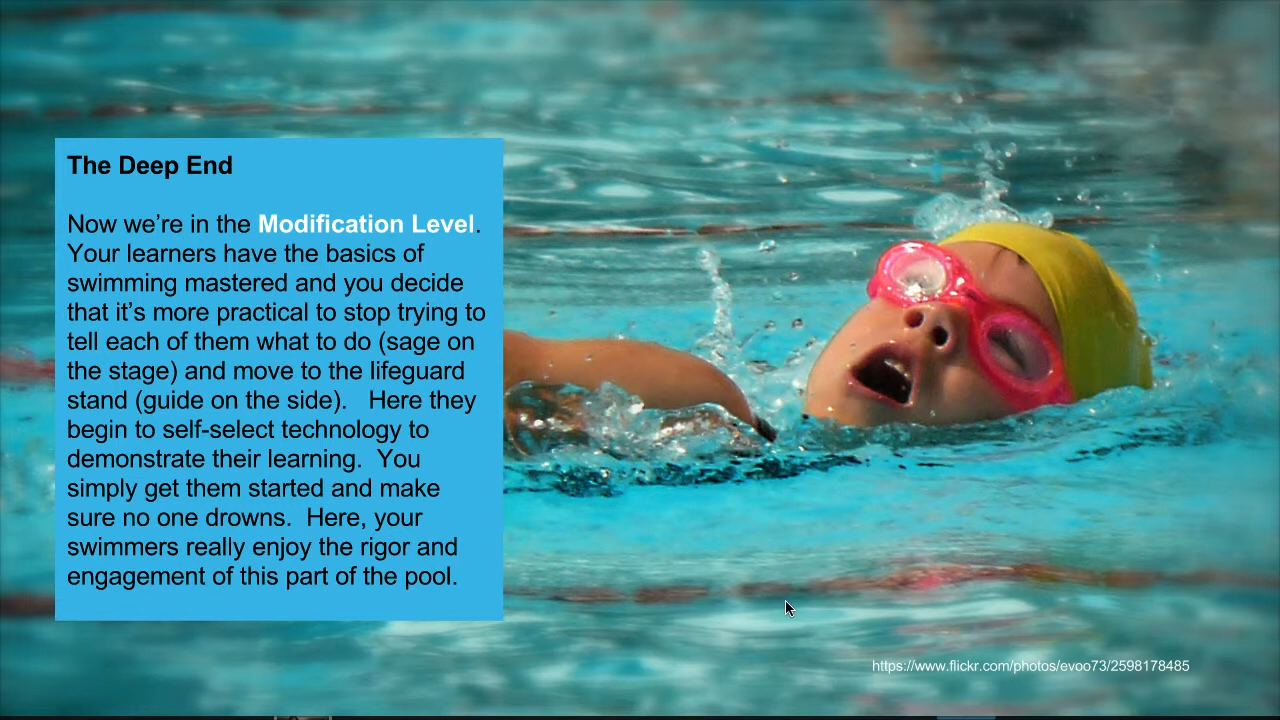 The Deep End
Now we’re in the Modification Level.
Your learners have the basics of
swimming mastered and you decide
that it’s more practical to stop trying to
tell each of them what to do (sage on
the stage) and move to the lifeguard
stand (guide on the side).   Here they
begin to self-select technology to
demonstrate their learning.  You
simply get them started and make
sure no one drowns.  Here, your
swimmers really enjoy the rigor and
engagement of this part of the pool.
https://www.flickr.com/photos/evoo73/2598178485